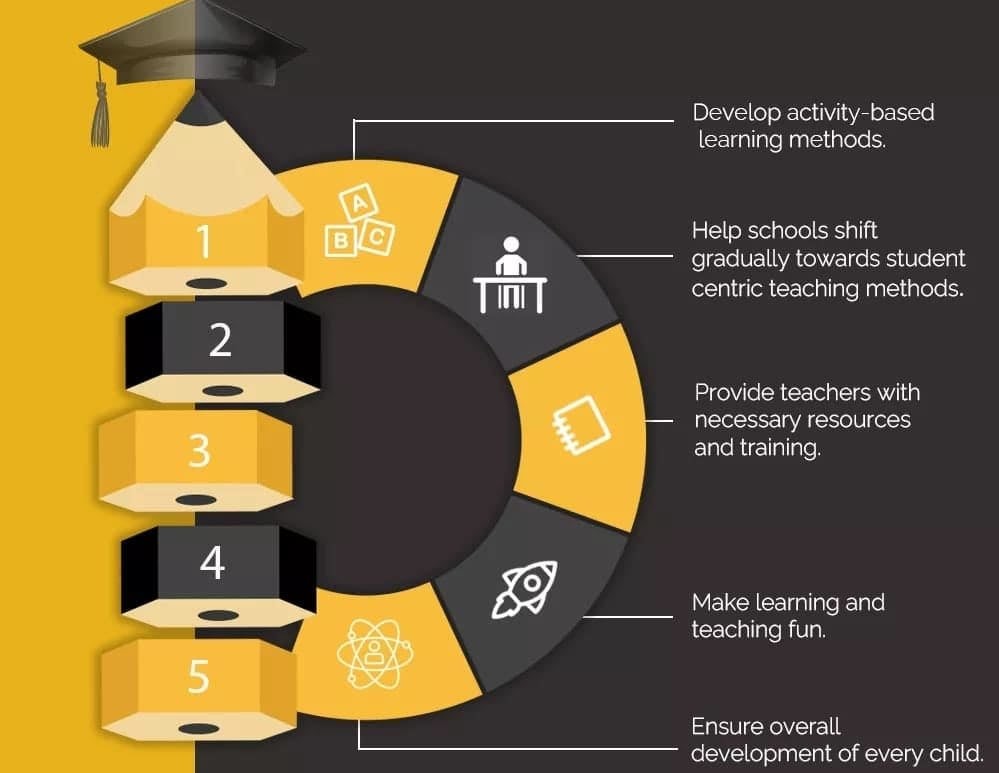 1
2
3
4
5
A
B
C
Develop activity-based
learning methods.
Help schools shift
gradually towards student
centric teaching methods.
Provide teachers with
necessary resources
and training.
Make learning and
teaching fun.
Ensure overall
development of every child.